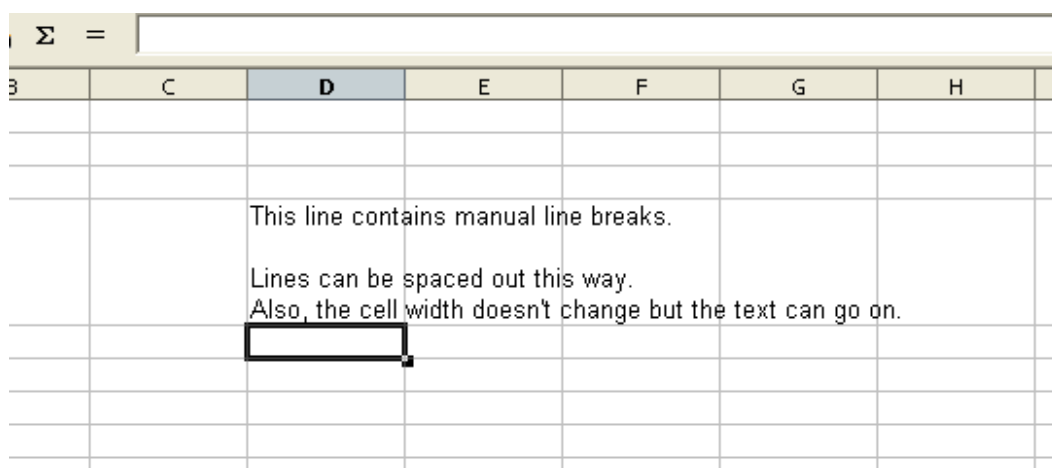 Σ =
C D E F G H
This line contains manual line breaks.
Lines can be spaced out this way.
Also, the cell width doesn't change but the text can go on.